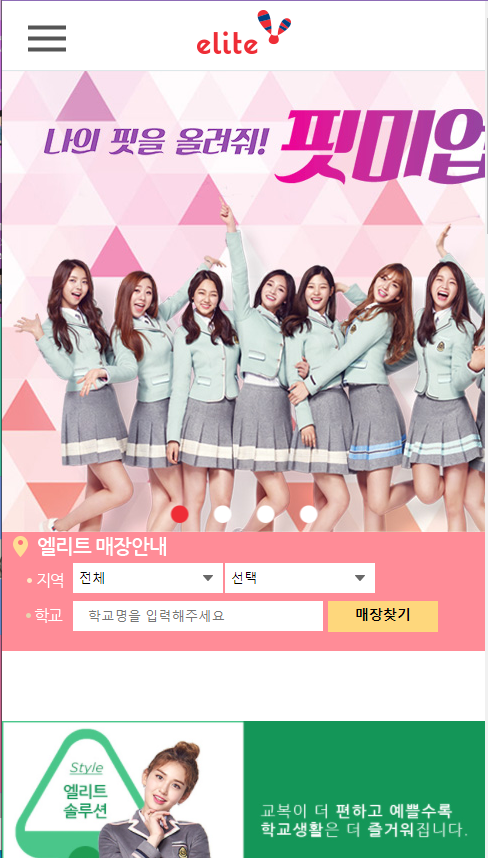 elite
나의 핏을 올려줘! 핏미업
엘리트 매장안내
• 지역 전체 선택
• 학교 학교명을 입력해주세요 매장찾기
Style
엘리트
솔루션
교복이 더 편하고 예쁠수록
학교생활은 더 즐거워집니다.